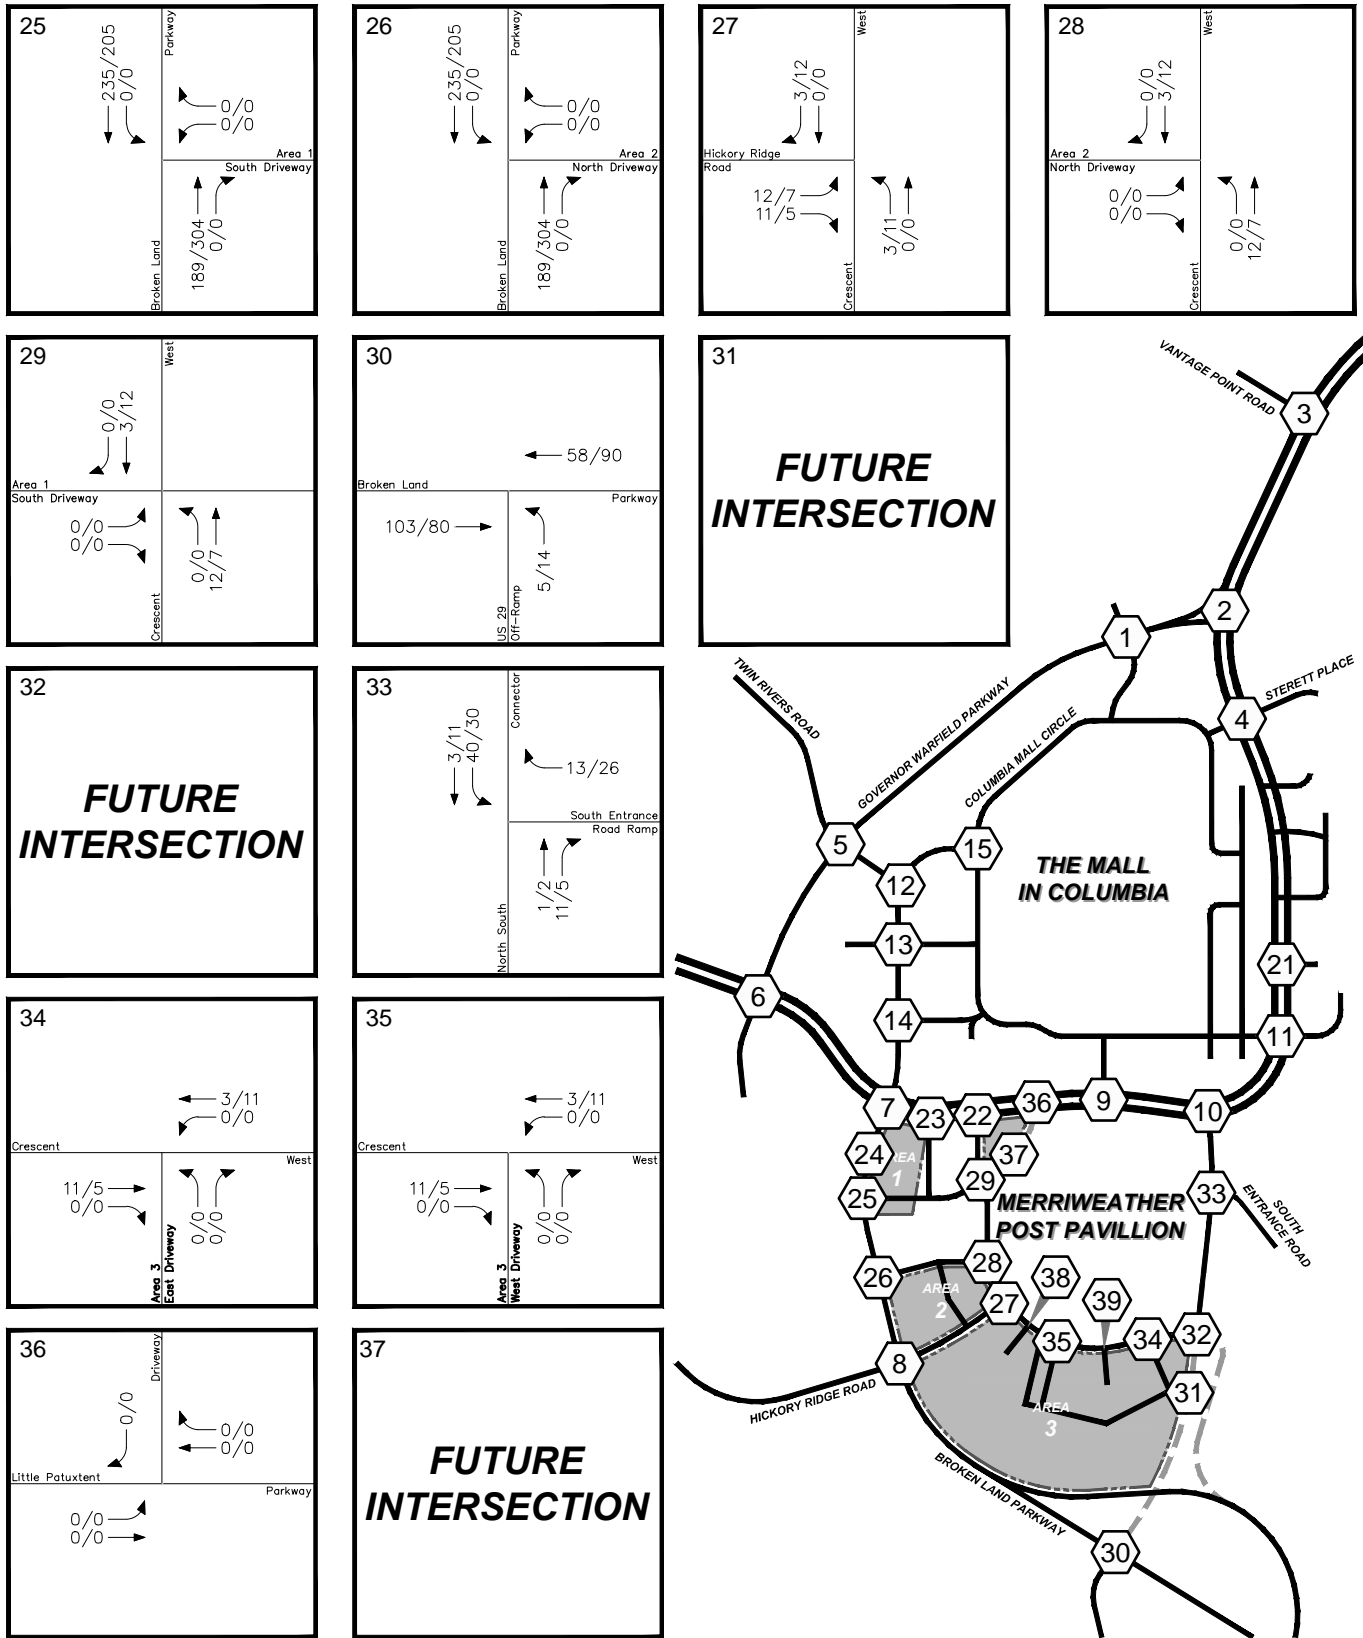 25
235/205
0/0
Parkway
0/0
0/0
Area 1
South Driveway
189/304
0/0
Broken Land
26
235/205
0/0
Parkway
0/0
0/0
Area 2
North Driveway
189/304
0/0
Broken Land
27
3/12
0/0
West
Hickory Ridge
Road
12/7
11/5
3/11
0/0
Crescent
28
0/0
3/12
West
Area 2
North Driveway
0/0
0/0
0/0
12/7
Crescent
29
0/0
3/12
West
Area 1
South Driveway
0/0
0/0
0/0
12/7
Crescent
30
58/90
Broken Land
Parkway
103/80
5/14
US 29
Off-Ramp
31
FUTURE
INTERSECTION
32
FUTURE
INTERSECTION
33
3/11
40/30
Connector
13/26
South Entrance
Road Ramp
1/2
11/5
North South
34
3/11
0/0
Crescent
West
11/5
0/0
0/0
0/0
Area 3
East Driveway
35
3/11
0/0
Crescent
West
11/5
0/0
0/0
0/0
Area 3
West Driveway
36
0/0
Driveway
0/0
0/0
Little Patuxtent
Parkway
0/0
0/0
37
FUTURE
INTERSECTION
VANTAGE POINT ROAD
3
2
1
TWIN RIVERS ROAD
GOVERNOR WARFIELD PARKWAY
STERETT PLACE
4
COLUMBIA MALL CIRCLE
5
15
12
THE MALL
IN COLUMBIA
13
21
6
14
11
7
23
22
36
9
10
24
AREA
1
37
25
29
33
MERRIWEATHER
POST PAVILLION
SOUTH
ENTRANCE ROAD
26
28
38
AREA
2
27
39
35
34
32
8
31
HICKORY RIDGE ROAD
AREA
3
BROKEN LAND PARKWAY
30